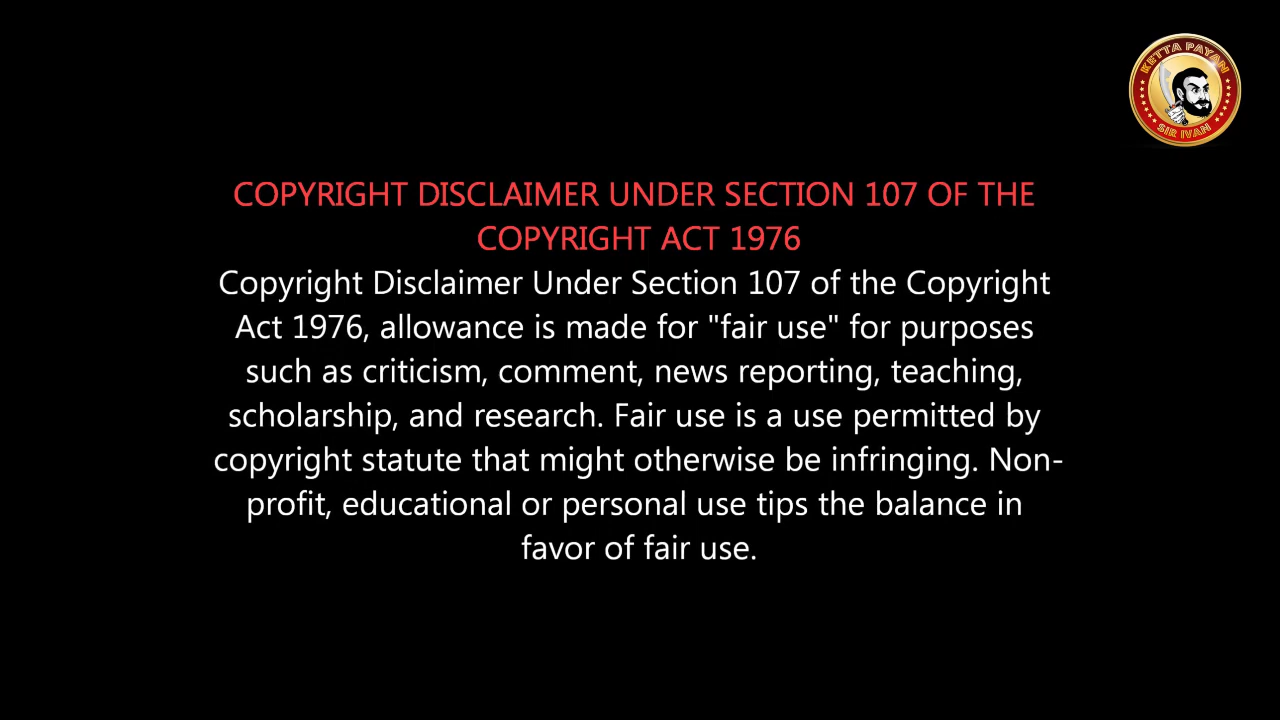 KETTA PAYAN
SIR IVAN
COPYRIGHT DISCLAIMER UNDER SECTION 107 OF THE
COPYRIGHT ACT 1976
Copyright Disclaimer Under Section 107 of the Copyright
Act 1976, allowance is made for "fair use" for purposes
such as criticism, comment, news reporting, teaching,
scholarship, and research. Fair use is a use permitted by
copyright statute that might otherwise be infringing. Non-
profit, educational or personal use tips the balance in
favor of fair use.